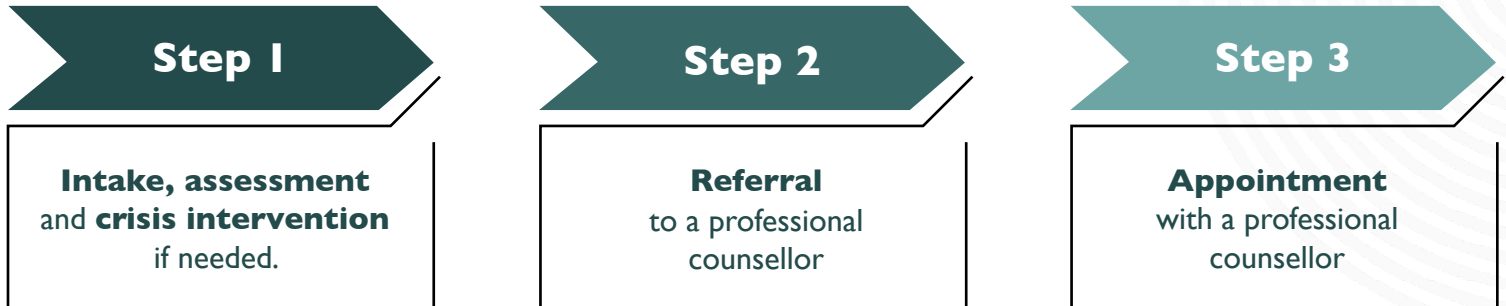 Step 1
Intake, assessment
and crisis intervention
if needed.
Step 2
Referral
to a professional
counsellor
Step 3
Appointment
with a professional
counsellor